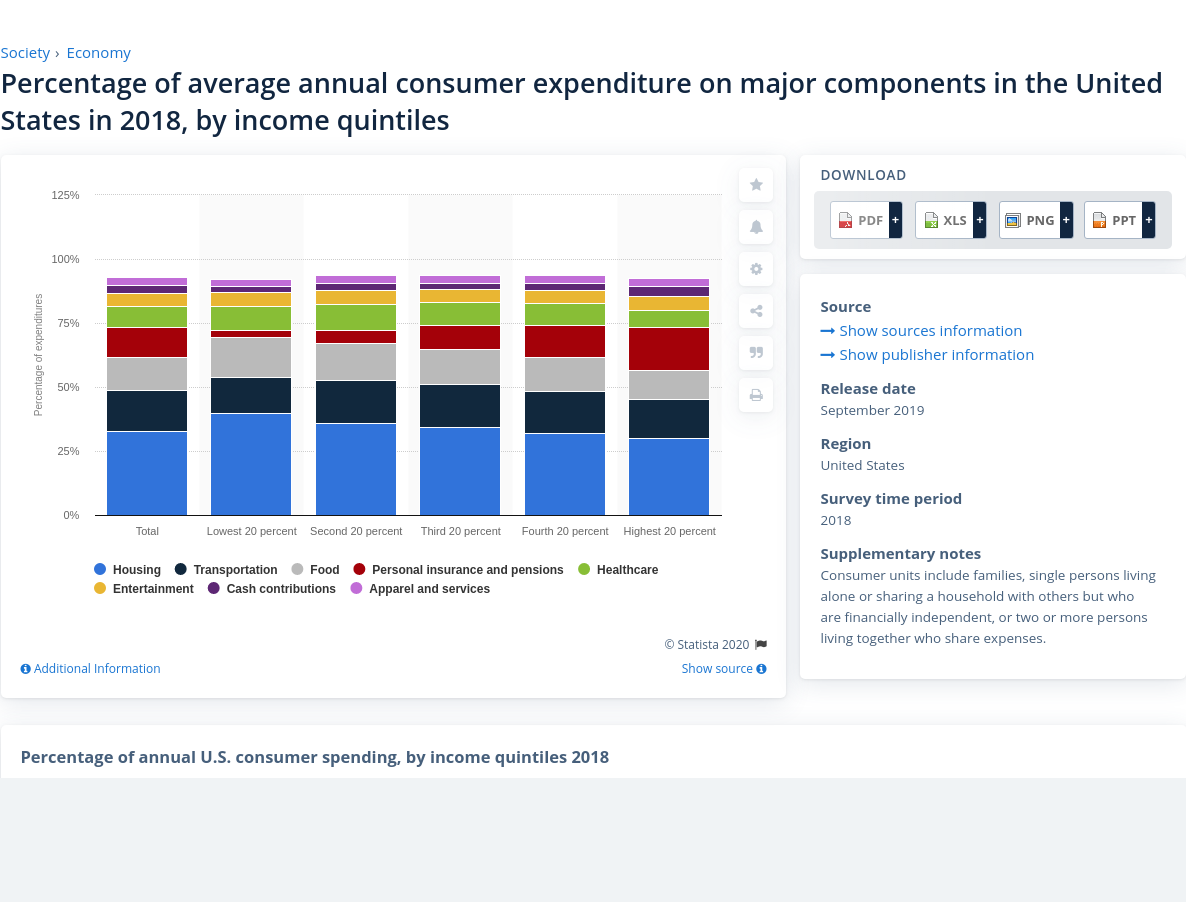 Society › Economy
Percentage of average annual consumer expenditure on major components in the United
States in 2018, by income quintiles
125%
100%
75%
50%
25%
0%
Percentage of expenditures
Total
Lowest 20 percent
Second 20 percent
Third 20 percent
Fourth 20 percent
Highest 20 percent
Housing
Transportation
Food
Personal insurance and pensions
Healthcare
Entertainment
Cash contributions
Apparel and services
© Statista 2020
Additional Information
Show source
DOWNLOAD
PDF +
XLS +
PNG +
PPT +
Source
Show sources information
Show publisher information
Release date
September 2019
Region
United States
Survey time period
2018
Supplementary notes
Consumer units include families, single persons living
alone or sharing a household with others but who
are financially independent, or two or more persons
living together who share expenses.
Percentage of annual U.S. consumer spending, by income quintiles 2018